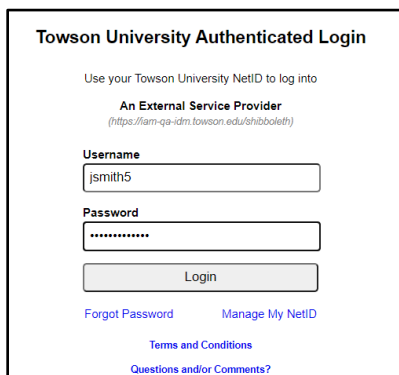 Towson University Authenticated Login
Use your Towson University NetID to log into
An External Service Provider
(https://iam-qa-idm.towson.edu/shibboleth)
Username
jsmith5
Password
•••••••••••••
Login
Forgot Password Manage My NetID
Terms and Conditions
Questions and/or Comments?